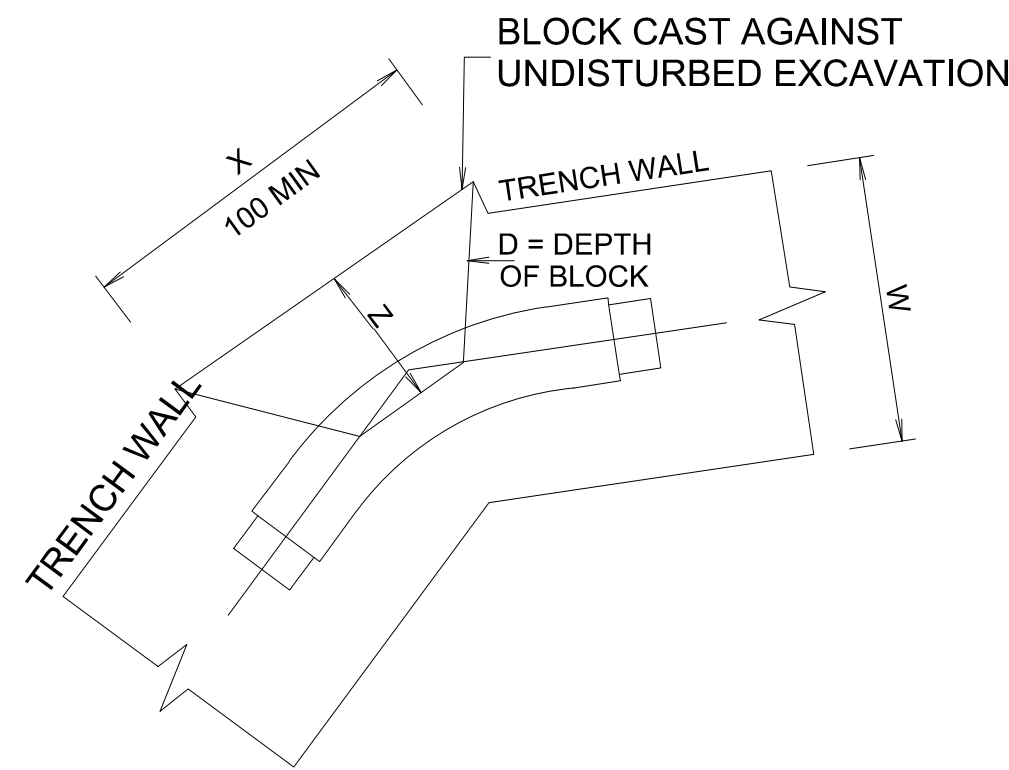 BLOCK CAST AGAINST
UNDISTURBED EXCAVATION
X
100 MIN
TRENCH WALL
D = DEPTH
OF BLOCK
Z
W
TRENCH WALL